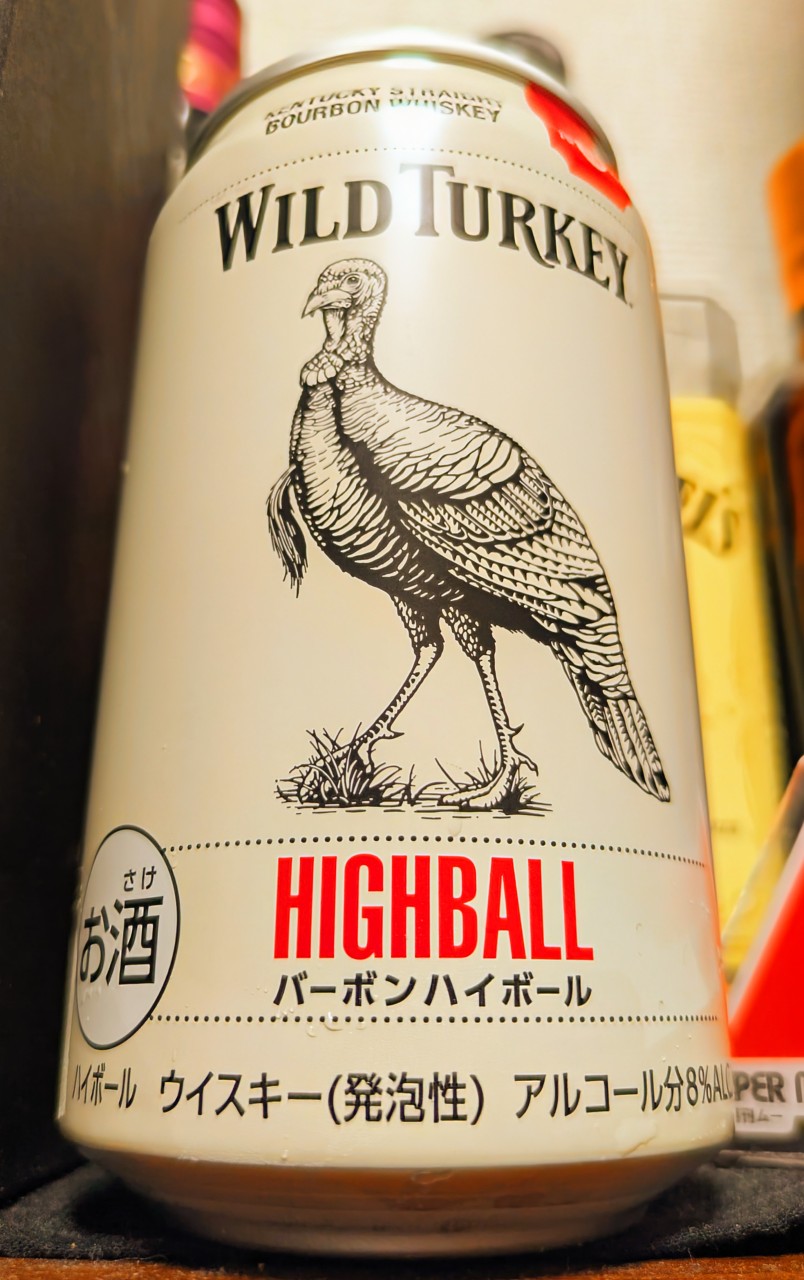 KENTUCKY STRAIGHT
BOURBON WHISKEY
WILD TURKEY
HIGHBALL
バーボンハイボール
さけ
お酒
ハイボール ウイスキー(発泡性) アルコール分8%ALC